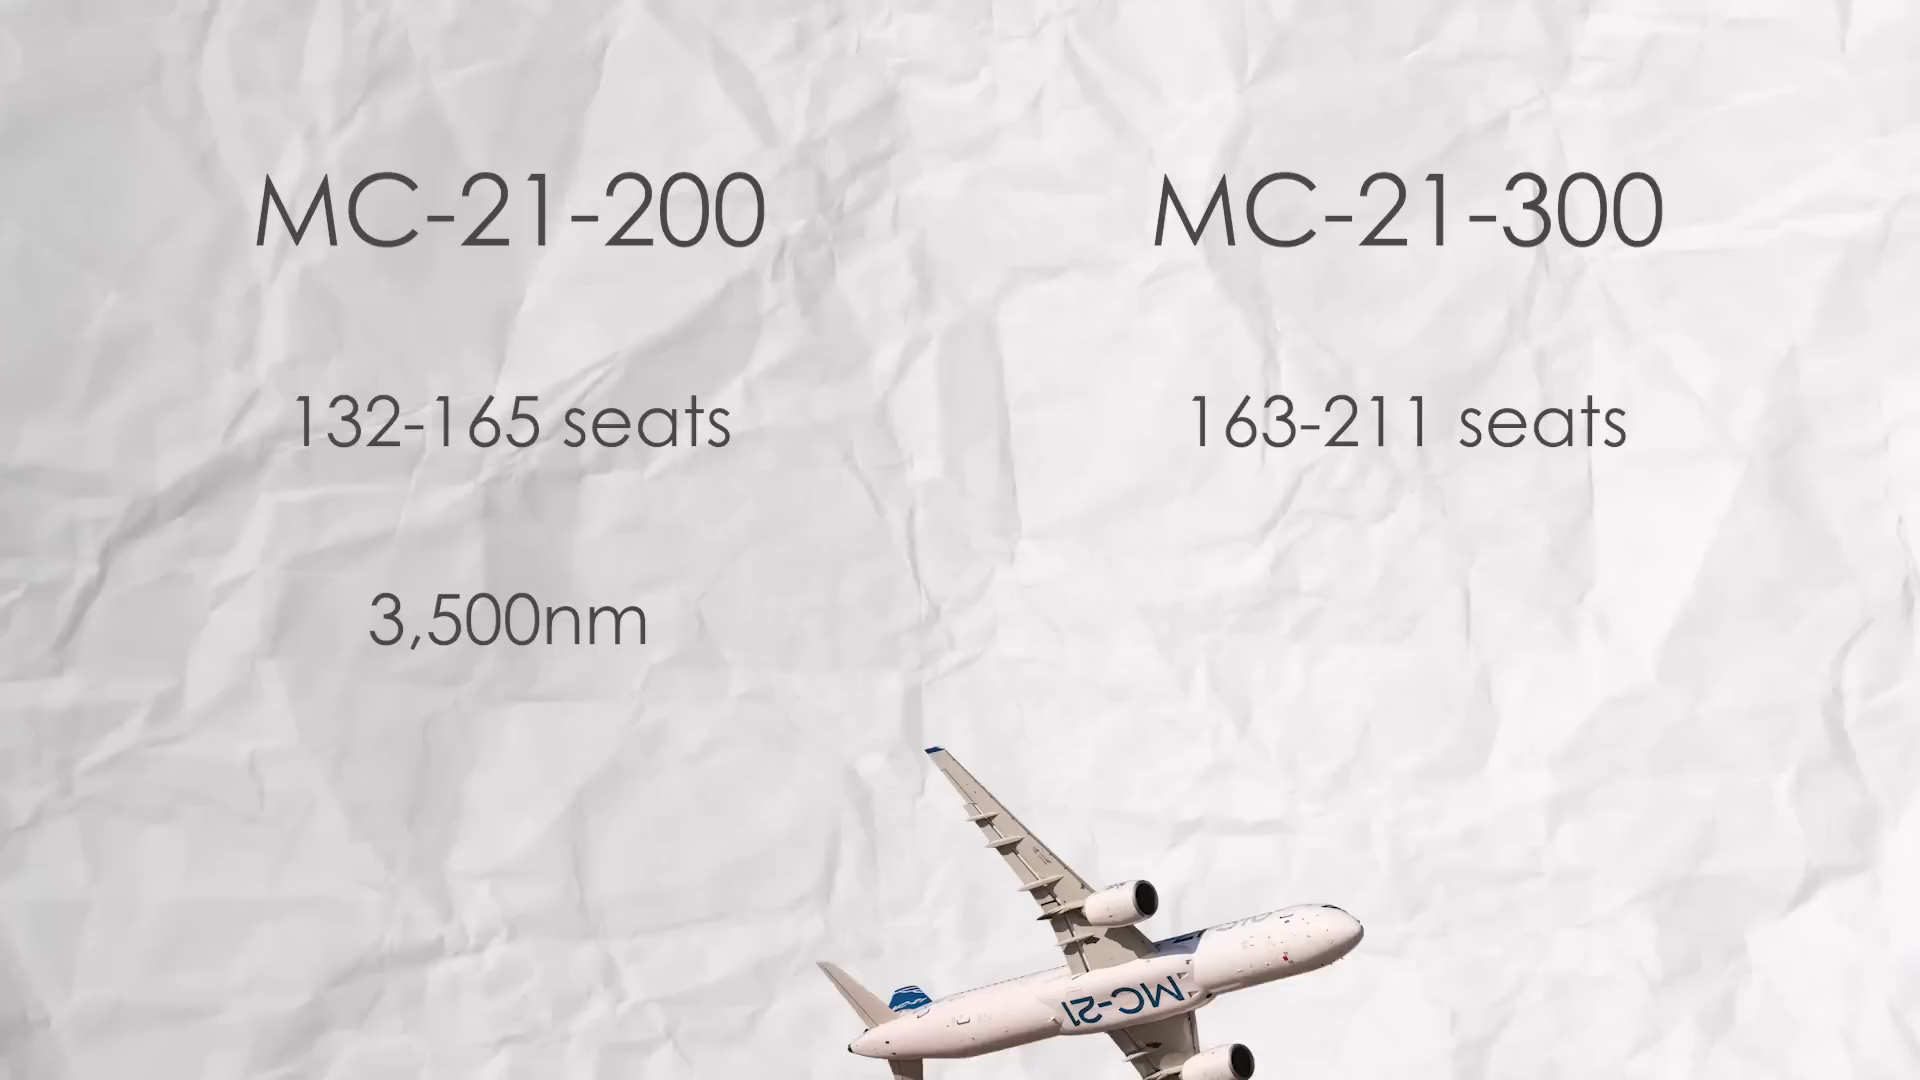 MC-21-200
132-165 seats
3,500nm
MC-21-300
163-211 seats
MC-21